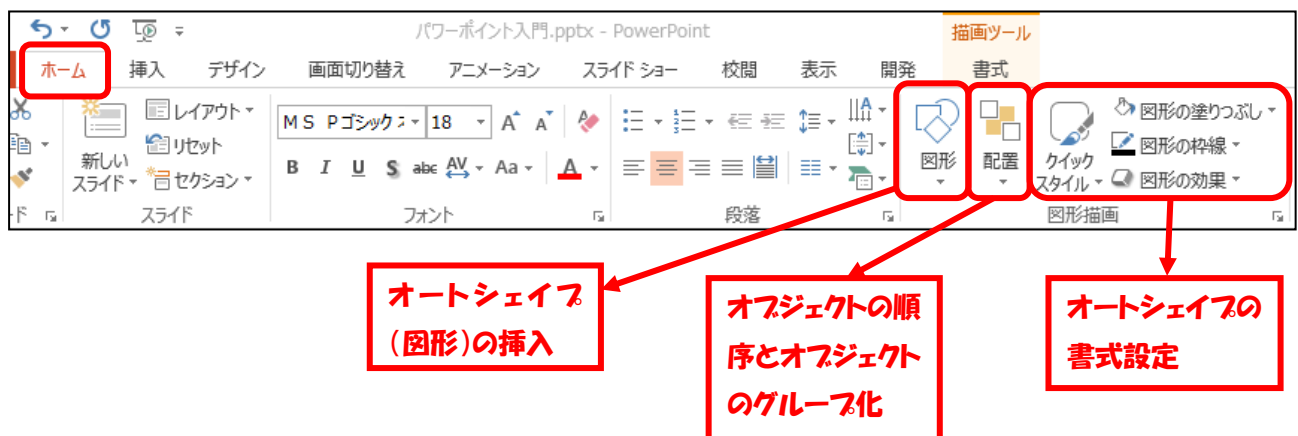 パワーポイント入門.pptx - PowerPoint
描画ツール
ホーム 挿入 デザイン 画面切り替え アニメーション スライド ショー 校閲 表示 開発 書式
新しい
スライド
レイアウト
リセット
セクション
ＭＳ Ｐゴシック
18
A A
B I U S abc AV Aa A
図形
配置
クイック
スタイル
図形の塗りつぶし
図形の枠線
図形の効果
ド スライド フォント 段落 図形描画
オートシェイプ
(図形)の挿入
オブジェクトの順
序とオブジェクト
のグループ化
オートシェイプの
書式設定